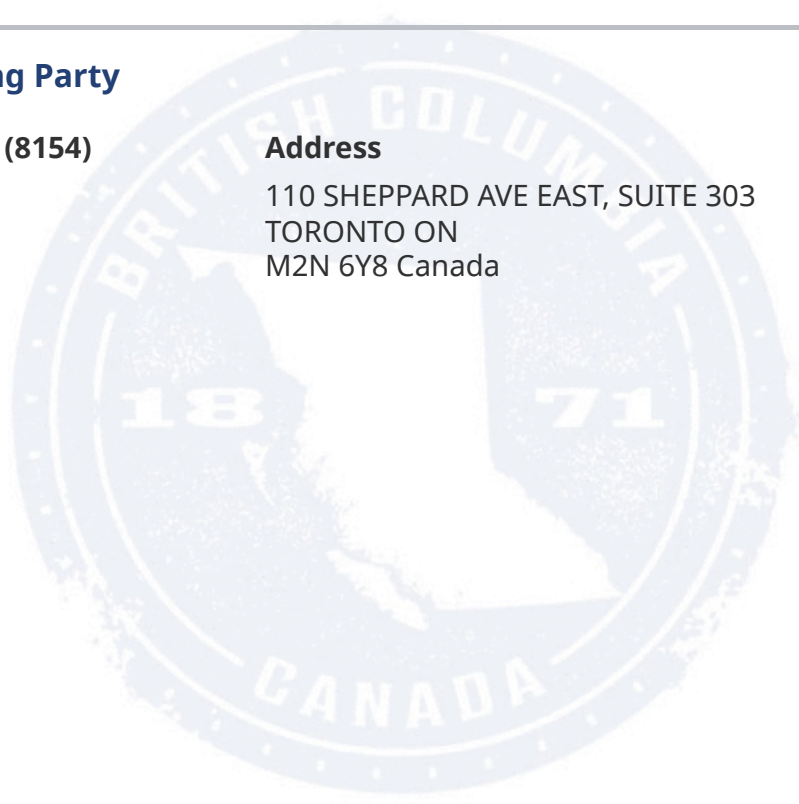 ng Party
(8154)
Address
110 SHEPPARD AVE EAST, SUITE 303
TORONTO ON
M2N 6Y8 Canada
BRITISH COLUMBIA
18 71
CANADA